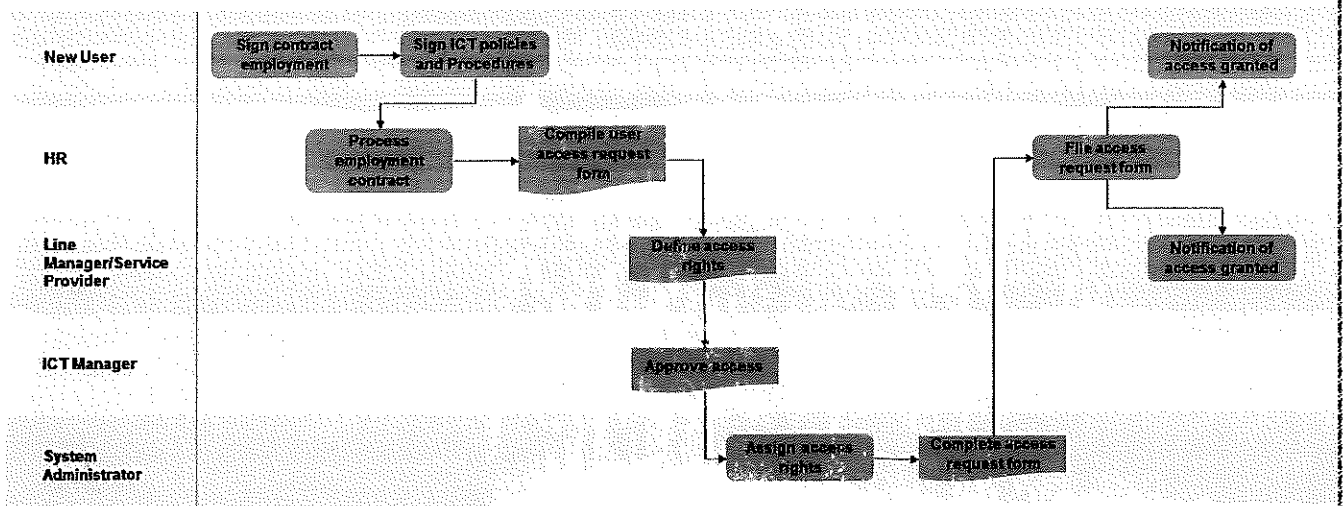 New User
Sign contract
employment
Sign ICT policies
and Procedures
Notification of
access granted
HR
Process
employment
contract
Compile user
access request
form
File access
request form
Line
Manager/Service
Provider
Define access
rights
Notification of
access granted
ICT Manager
Approve access
System
Administrator
Assign access
rights
Complete access
request form